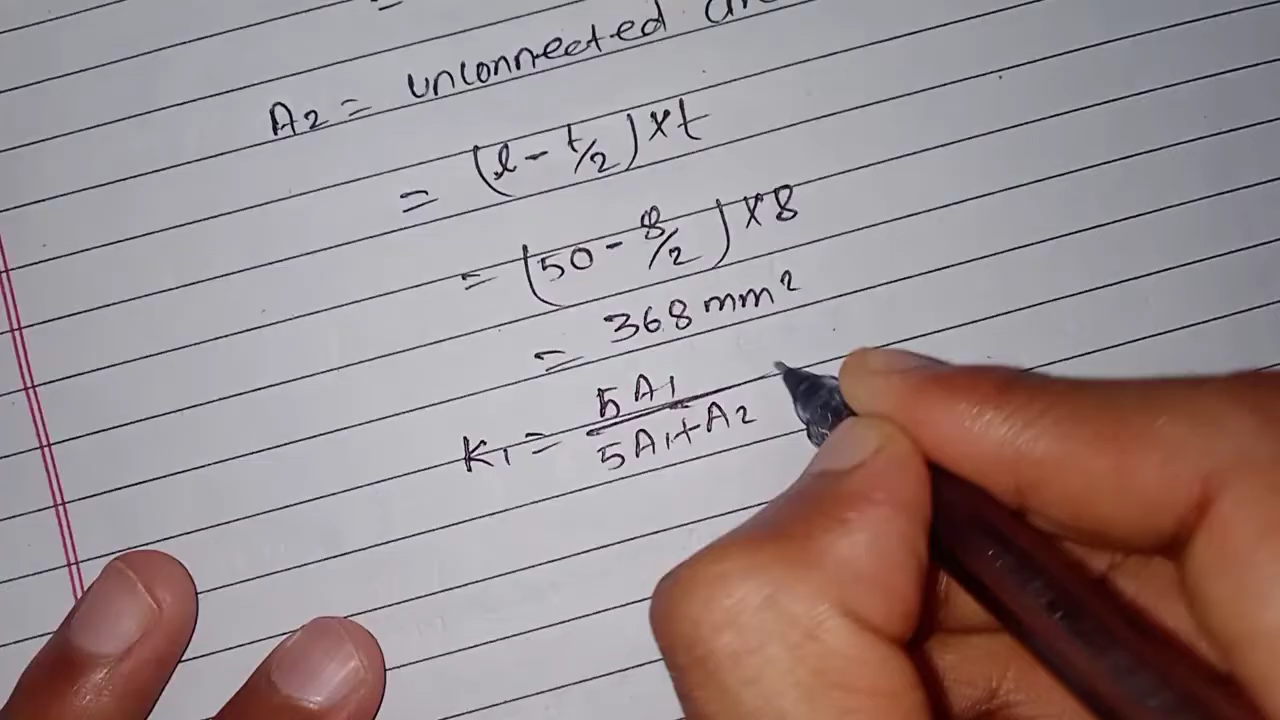 A2 = unconnected
= (l - t/2) × t
= (50 - 8/2) × 8
= 368 mm²
K1 = 5A1 / 5A1+A2